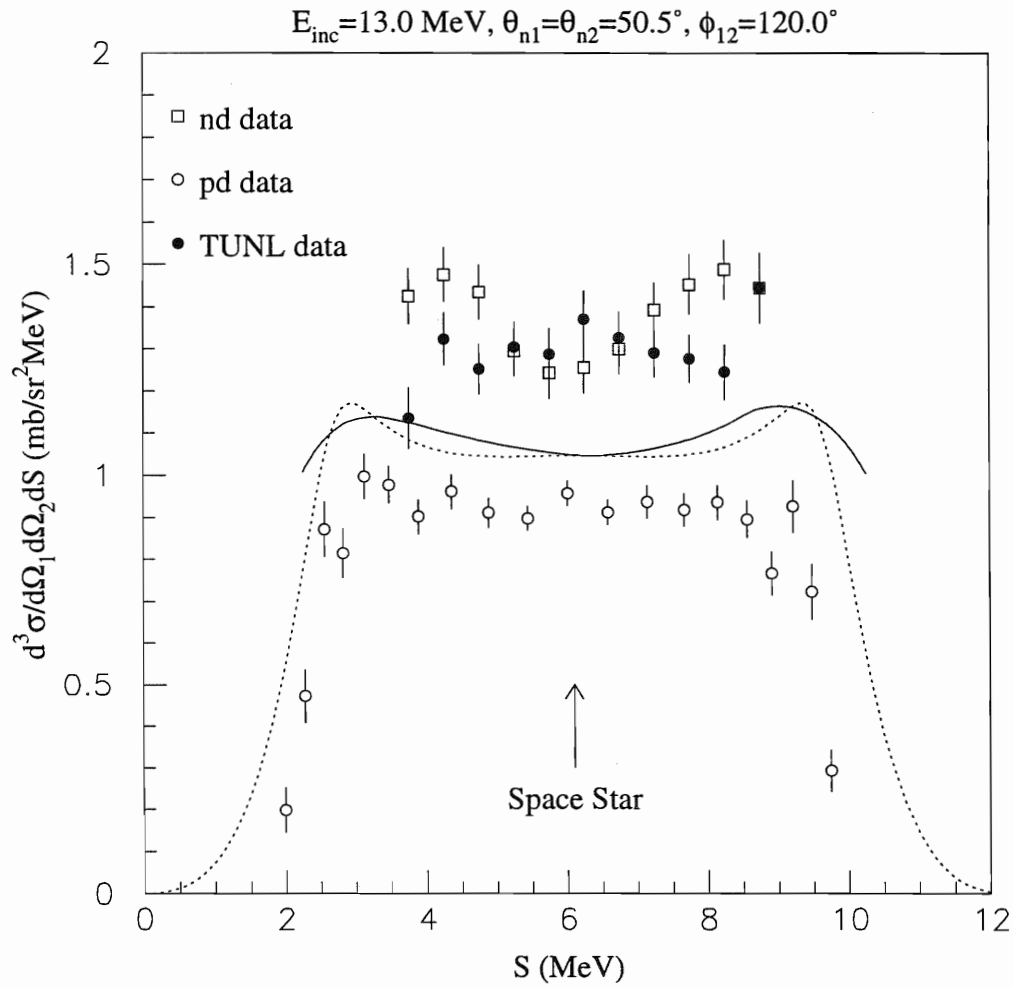 E_inc=13.0 MeV, θ_n1=θ_n2=50.5°, ϕ_12=120.0°
2
nd data
pd data
TUNL data
1.5
1
0.5
0
d³σ/dΩ₁dΩ₂dS (mb/sr²MeV)
Space Star
0 2 4 6 8 10 12
S (MeV)